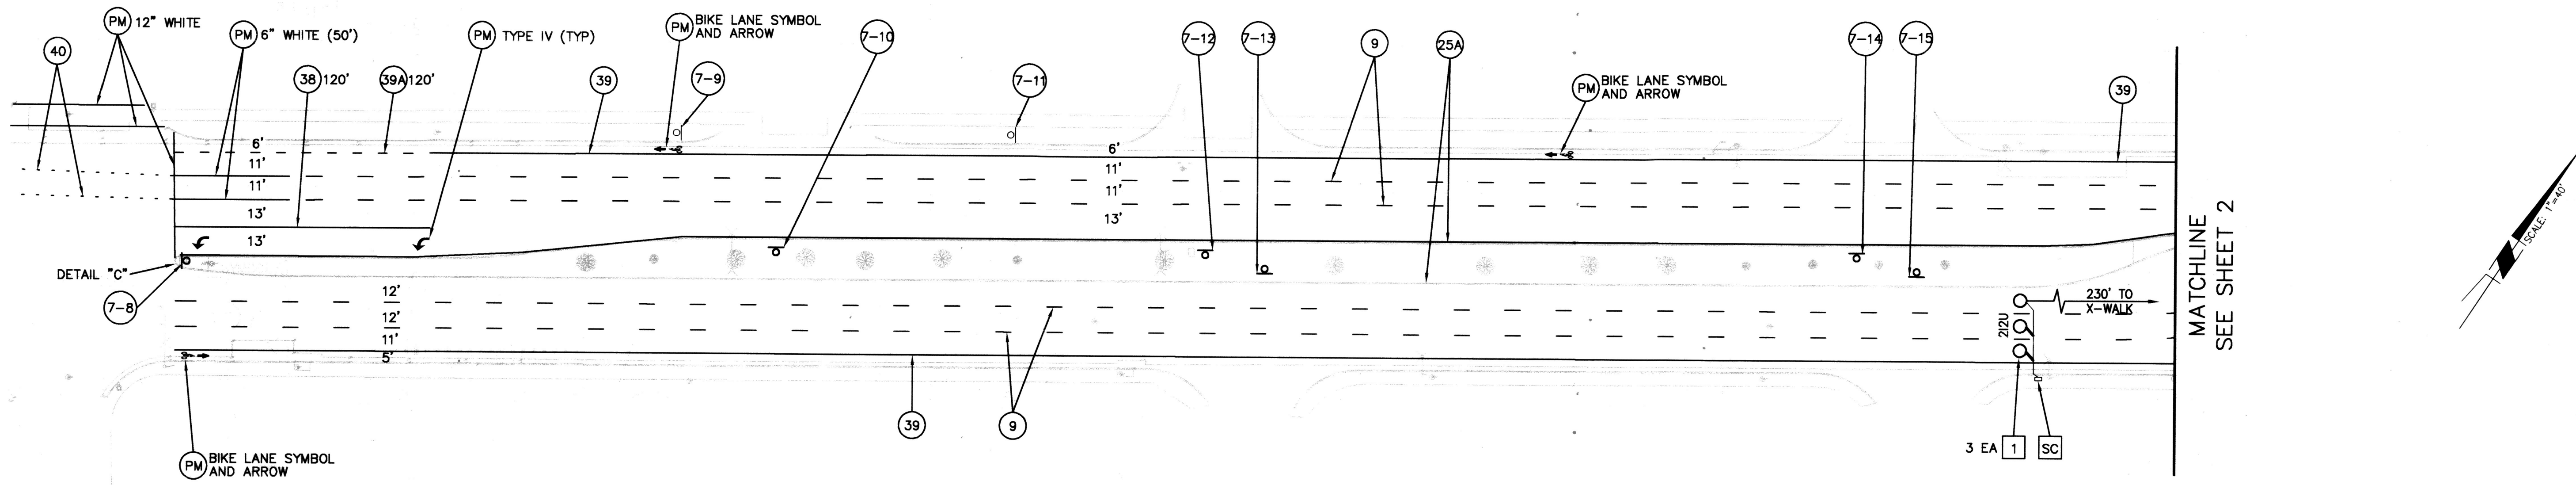 PM 12" WHITE
40
PM 6" WHITE (50')
38 120'
39A 120'
PM TYPE IV (TYP)
39
PM BIKE LANE SYMBOL
AND ARROW
7-9
7-10
7-11
7-12
7-13
9
25A
PM BIKE LANE SYMBOL
AND ARROW
7-14
7-15
39
6'
11'
11'
13'
13'
6'
11'
11'
13'
DETAIL "C"
7-8
12'
12'
11'
5'
230' TO
X-WALK
212U
MATCHLINE
SEE SHEET 2
SCALE: 1"=40'
39
9
PM BIKE LANE SYMBOL
AND ARROW
3 EA 1 SC